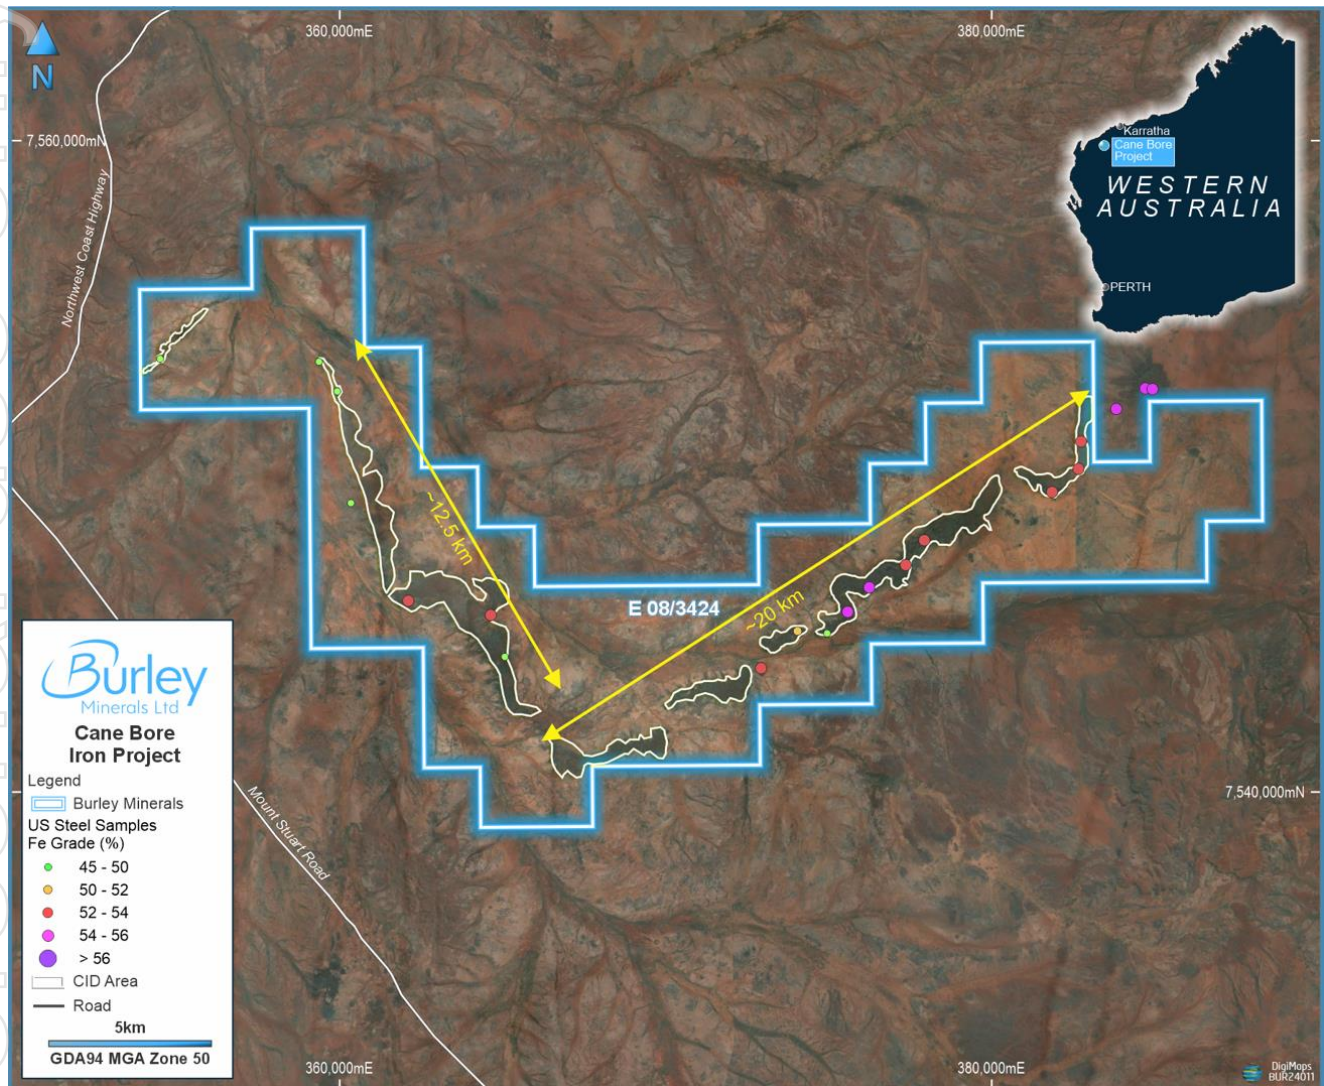 360,000mE
380,000mE
N
7,560,000mN
Northwest Coast Highway
Karratha
Cane Bore
Project
WESTERN
AUSTRALIA
PERTH
~12.5 km
E 08/3424
~20 km
7,540,000mN
Mount Stuart Road
Burley
Minerals Ltd
Cane Bore
Iron Project
Legend
Burley Minerals
US Steel Samples
Fe Grade (%)
45 - 50
50 - 52
52 - 54
54 - 56
> 56
CID Area
Road
5km
GDA94 MGA Zone 50
360,000mE
380,000mE
DigiMaps
BUR24011